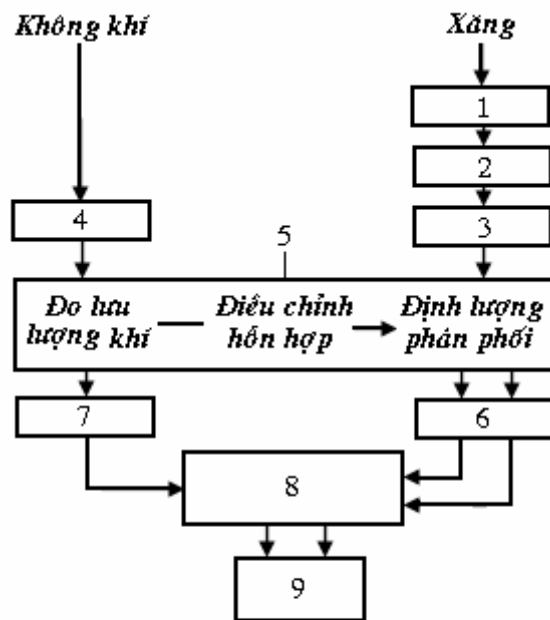 Không khí
Xăng
1
2
4
3
5
Đo lưu lượng khí
Điều chỉnh hỗn hợp
Định lượng phân phối
7
6
8
9